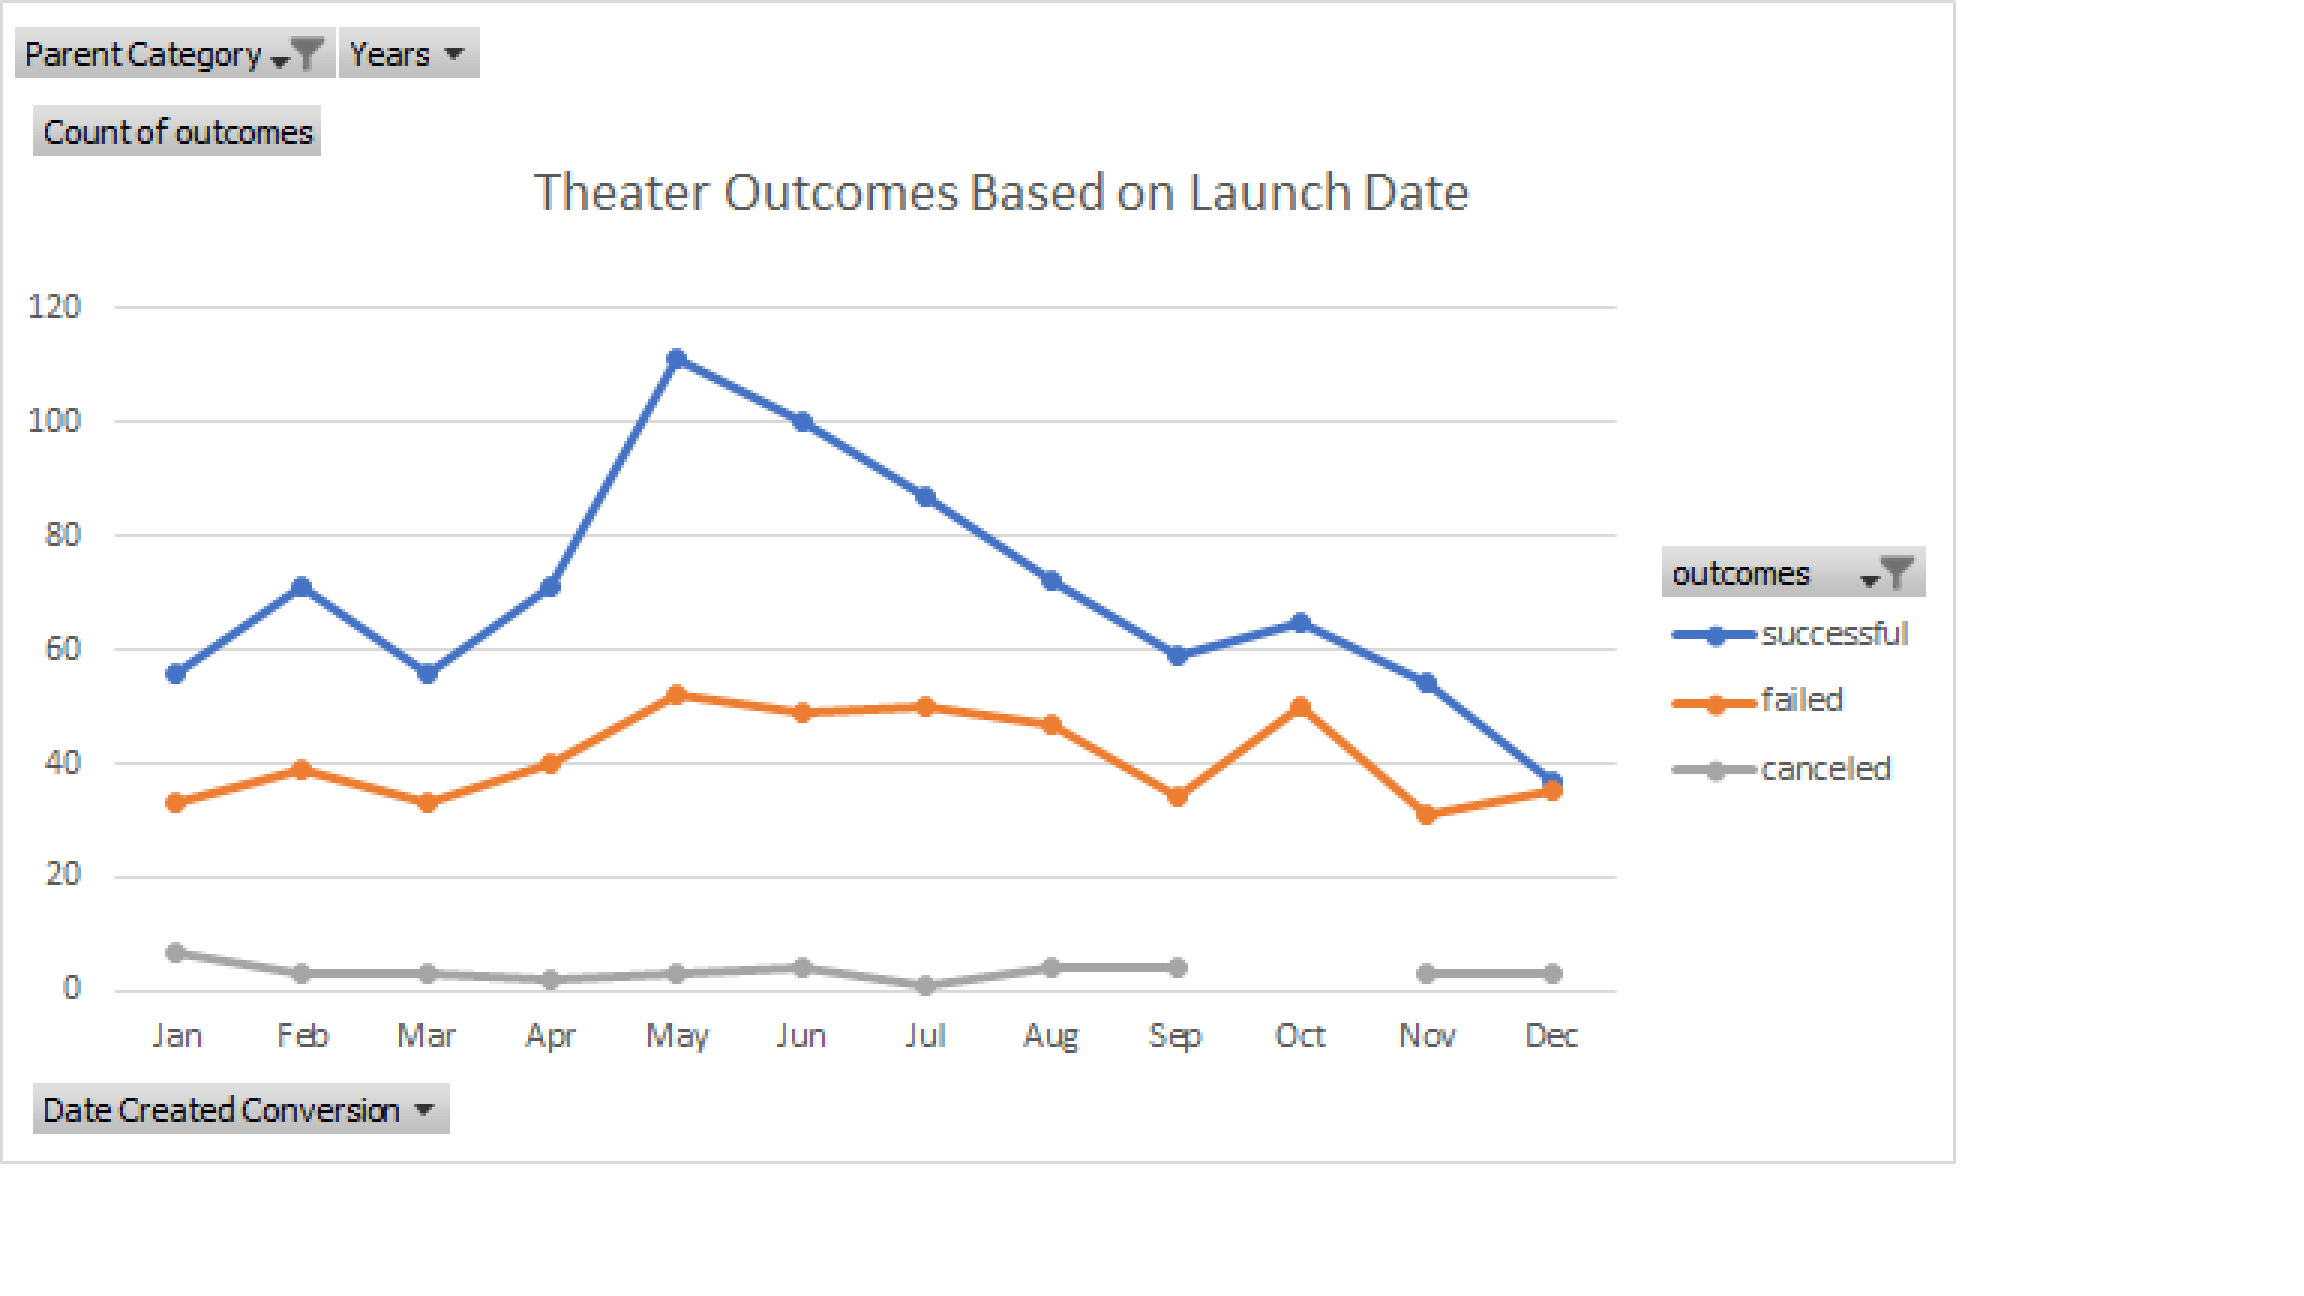 Parent Category Years
Count of outcomes
Theater Outcomes Based on Launch Date
120
100
80
60
40
20
0
Jan Feb Mar Apr May Jun Jul Aug Sep Oct Nov Dec
outcomes
successful
failed
canceled
Date Created Conversion